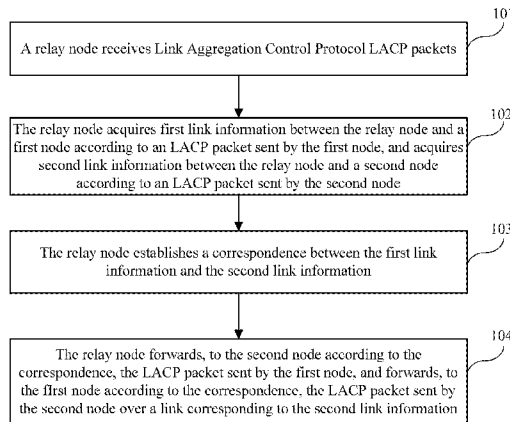 101
A relay node receives Link Aggregation Control Protocol LACP packets
102
The relay node acquires first link information between the relay node and a
first node according to an LACP packet sent by the first node, and acquires
second link information between the relay node and a second node
according to an LACP packet sent by the second node
103
The relay node establishes a correspondence between the first link
information and the second link information
104
The relay node forwards, to the second node according to the
correspondence, the LACP packet sent by the first node, and forwards, to
the first node according to the correspondence, the LACP packet sent by
the second node over a link corresponding to the second link information